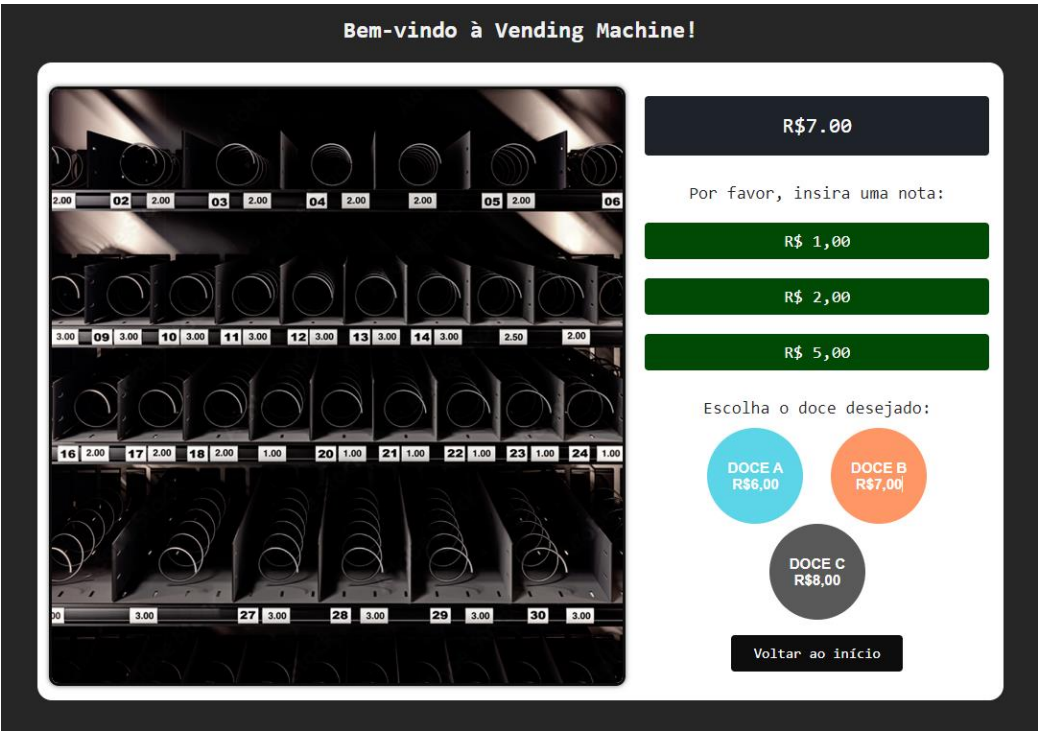 Bem-vindo à Vending Machine!
2.00 02 2.00 03 2.00 04 2.00 2.00 05 2.00 06
3.00 09 3.00 10 3.00 11 3.00 12 3.00 13 3.00 14 3.00 2.50 2.00
16 2.00 17 2.00 18 2.00 1.00 20 1.00 21 1.00 22 1.00 23 1.00 24 1.00
3.00 27 3.00 28 3.00 29 3.00 30 3.00
R$7.00
Por favor, insira uma nota:
R$ 1,00
R$ 2,00
R$ 5,00
Escolha o doce desejado:
DOCE A
R$6,00
DOCE B
R$7,00
DOCE C
R$8,00
Voltar ao início